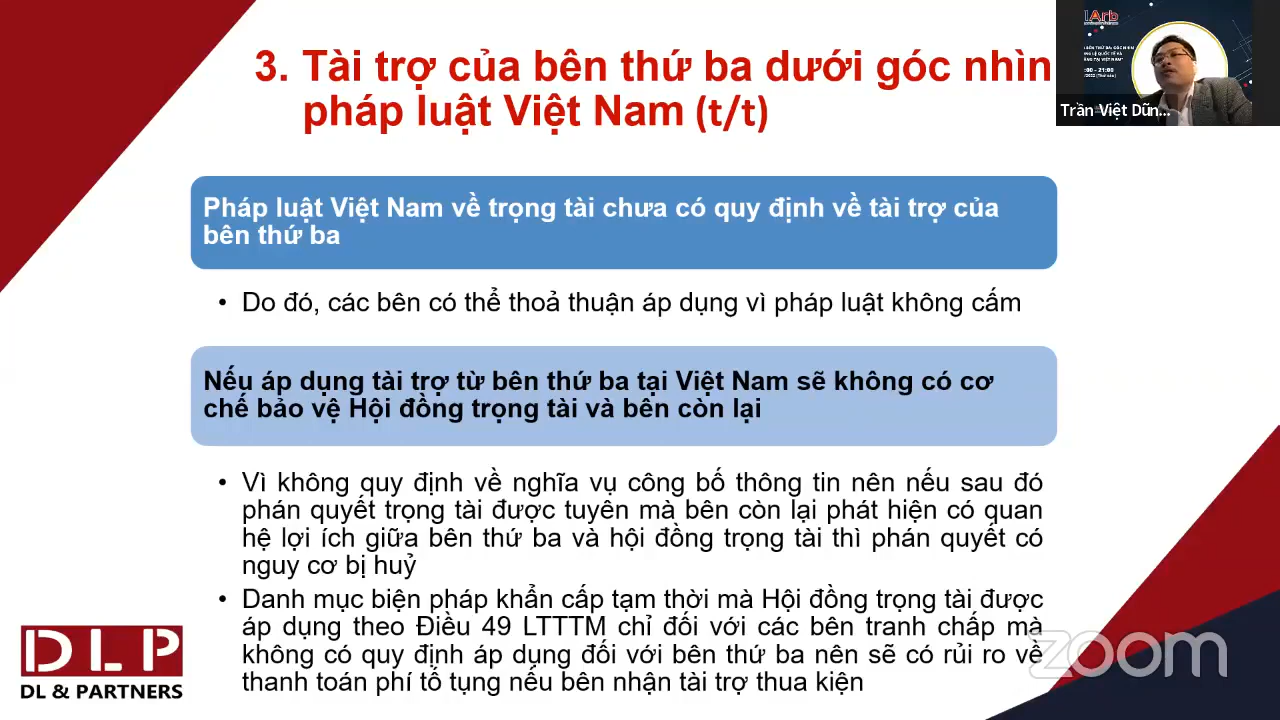 3. Tài trợ của bên thứ ba dưới góc nhìn
pháp luật Việt Nam (t/t)
Arb
Trần Việt Dũn...
Pháp luật Việt Nam về trọng tài chưa có quy định về tài trợ của
bên thứ ba
• Do đó, các bên có thể thoả thuận áp dụng vì pháp luật không cấm
Nếu áp dụng tài trợ từ bên thứ ba tại Việt Nam sẽ không có cơ
chế bảo vệ Hội đồng trọng tài và bên còn lại
• Vì không quy định về nghĩa vụ công bố thông tin nên nếu sau đó
phán quyết trọng tài được tuyên mà bên còn lại phát hiện có quan
hệ lợi ích giữa bên thứ ba và hội đồng trọng tài thì phán quyết có
nguy cơ bị huỷ
• Danh mục biện pháp khẩn cấp tạm thời mà Hội đồng trọng tài được
áp dụng theo Điều 49 LTTTM chỉ đối với các bên tranh chấp mà
không có quy định áp dụng đối với bên thứ ba nên sẽ có rủi ro về
thanh toán phí tố tụng nếu bên nhận tài trợ thua kiện
DLP
DL & PARTNERS
zoom